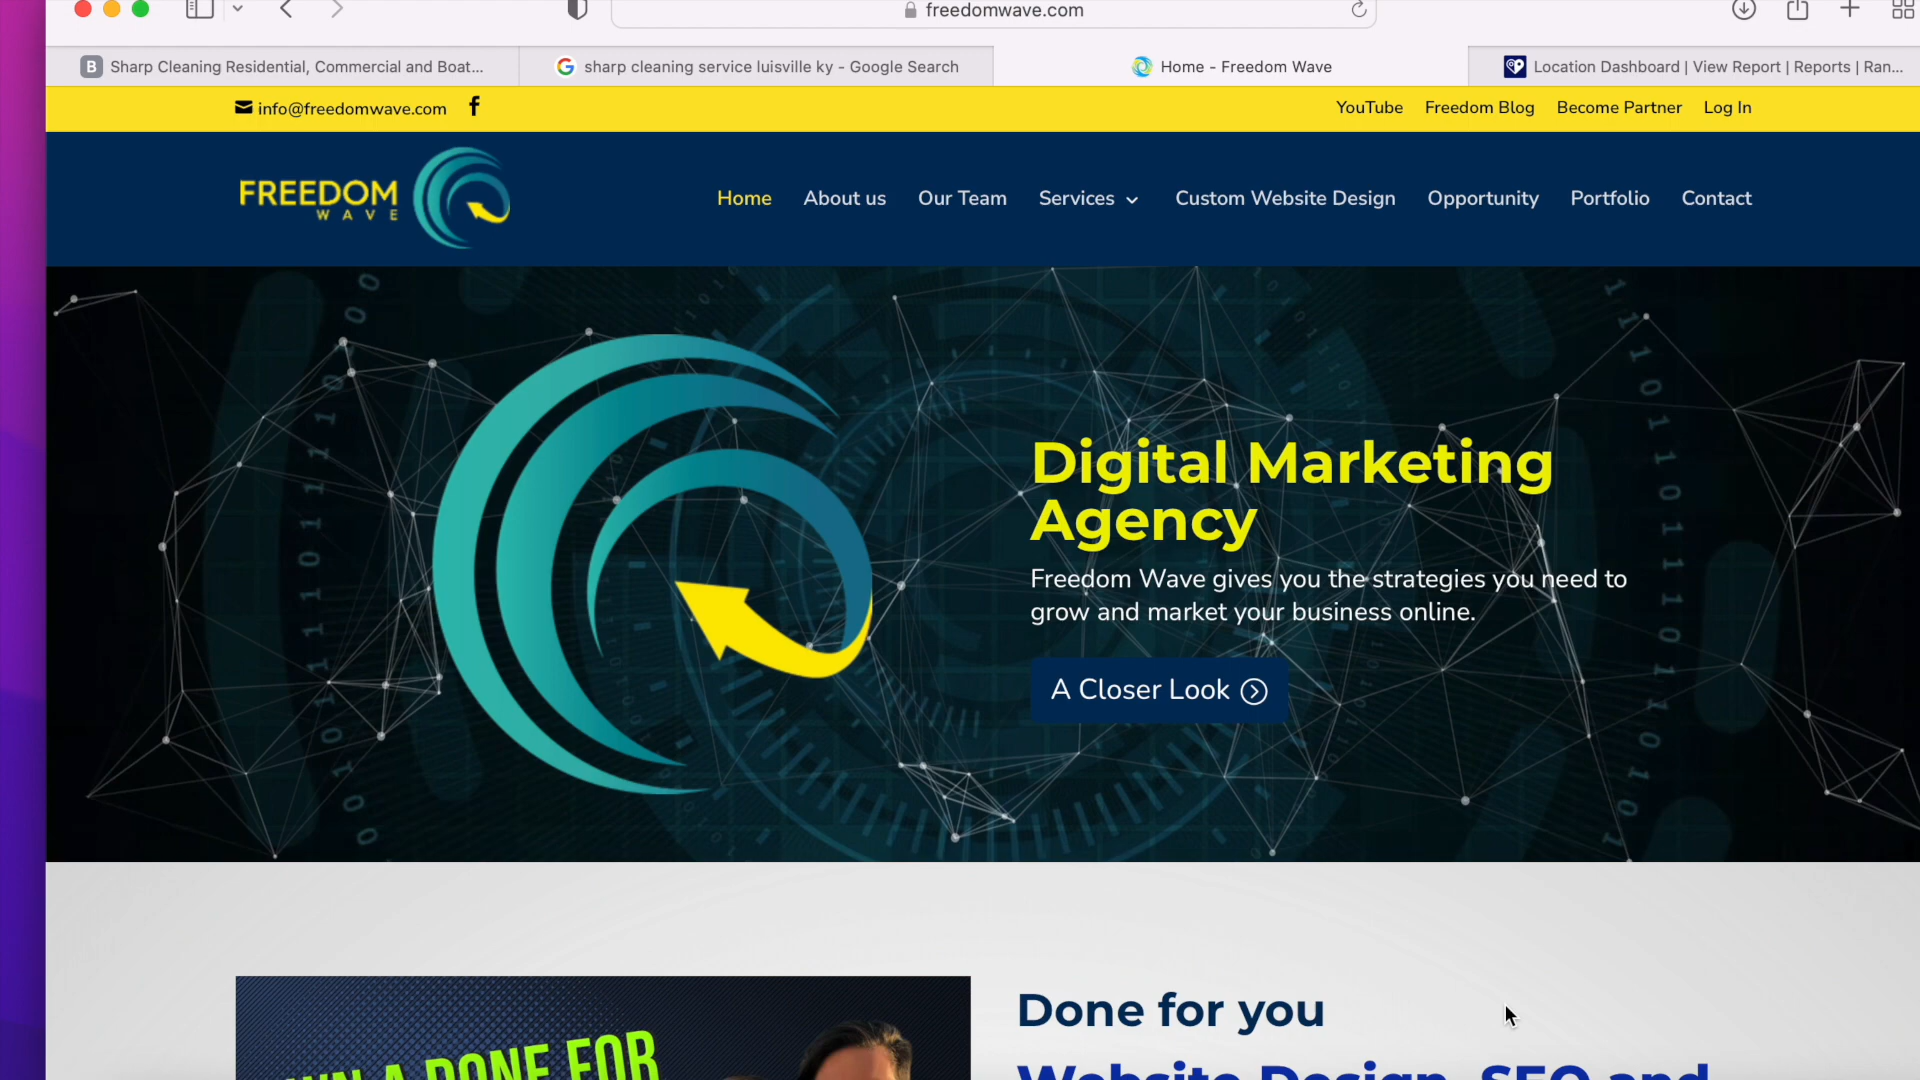 freedomwave.com
Sharp Cleaning Residential, Commercial and Boat...
sharp cleaning service luisville ky - Google Search
Home - Freedom Wave
Location Dashboard | View Report | Reports | Ran...
info@freedomwave.com
YouTube Freedom Blog Become Partner Log In
FREEDOM
WAVE
Home About us Our Team Services Custom Website Design Opportunity Portfolio Contact
Digital Marketing
Agency
Freedom Wave gives you the strategies you need to
grow and market your business online.
A Closer Look
Done for you
Website Design, SEO and
A DONE FOR